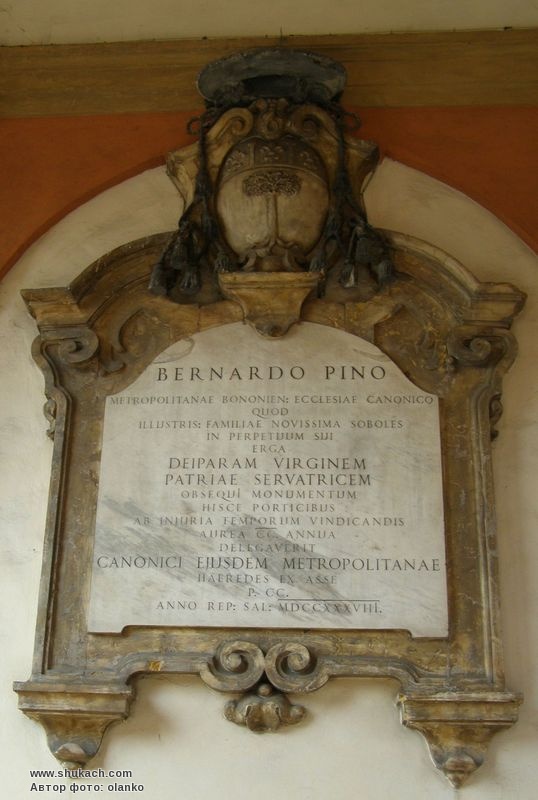 BERNARDO PINO
METROPOLITANAE BONONIEN: ECCLESIAE CANONICO
QUOD
ILLUSTRIS: FAMILIAE NOVISSIMA SOBOLES
IN PERPETUUM SUI
ERGA
DEIPARAM VIRGINEM
PATRIAE SERVATRICEM
OBSEQUI MONUMENTUM
HISCE PORTICIBUS
AB INIURIA TEMPORUM VINDICANDIS
AUREA CC. ANNUA
DELEGAVERIT
CANONICI EIUSDEM METROPOLITANAE
HAEREDES EX ASSE
P. CC.
ANNO REP: SAL: MDCCXXXVIII.
www.shukach.com
Автор фото: olanko